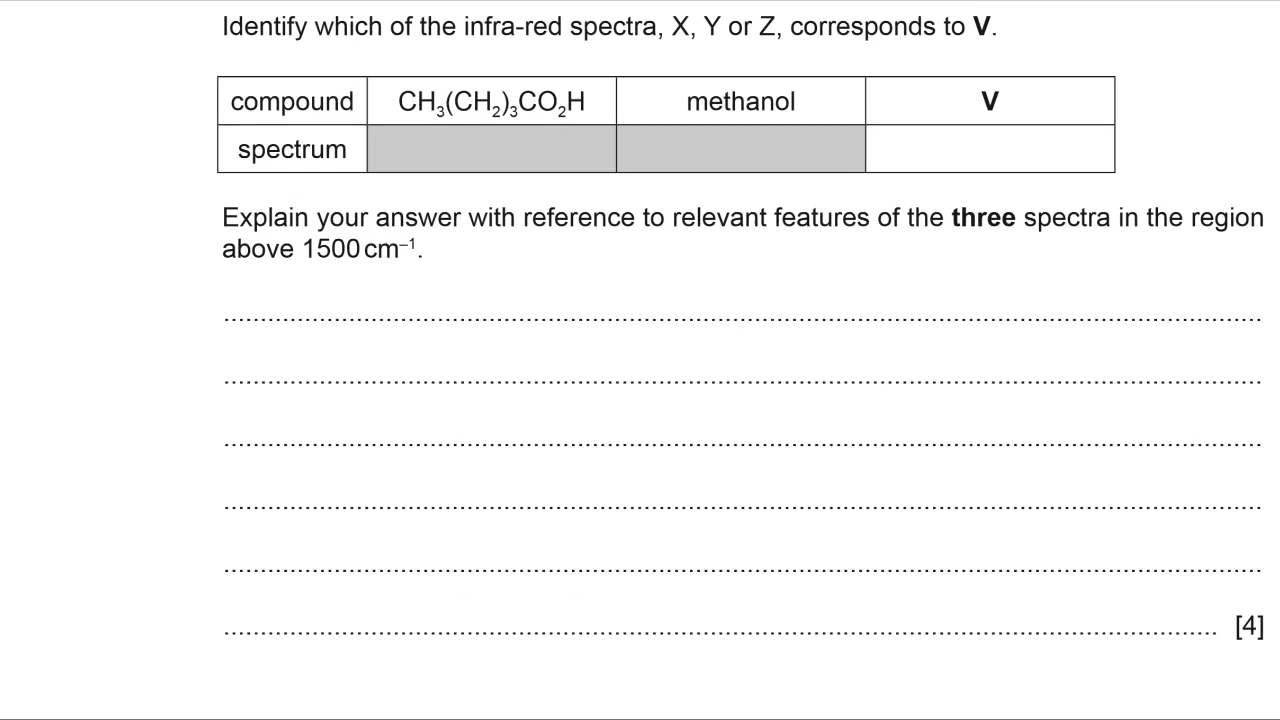 Identify which of the infra-red spectra, X, Y or Z, corresponds to V.
compound CH₃(CH₂)₃CO₂H methanol V
spectrum
Explain your answer with reference to relevant features of the three spectra in the region
above 1500 cm⁻¹.
[4]